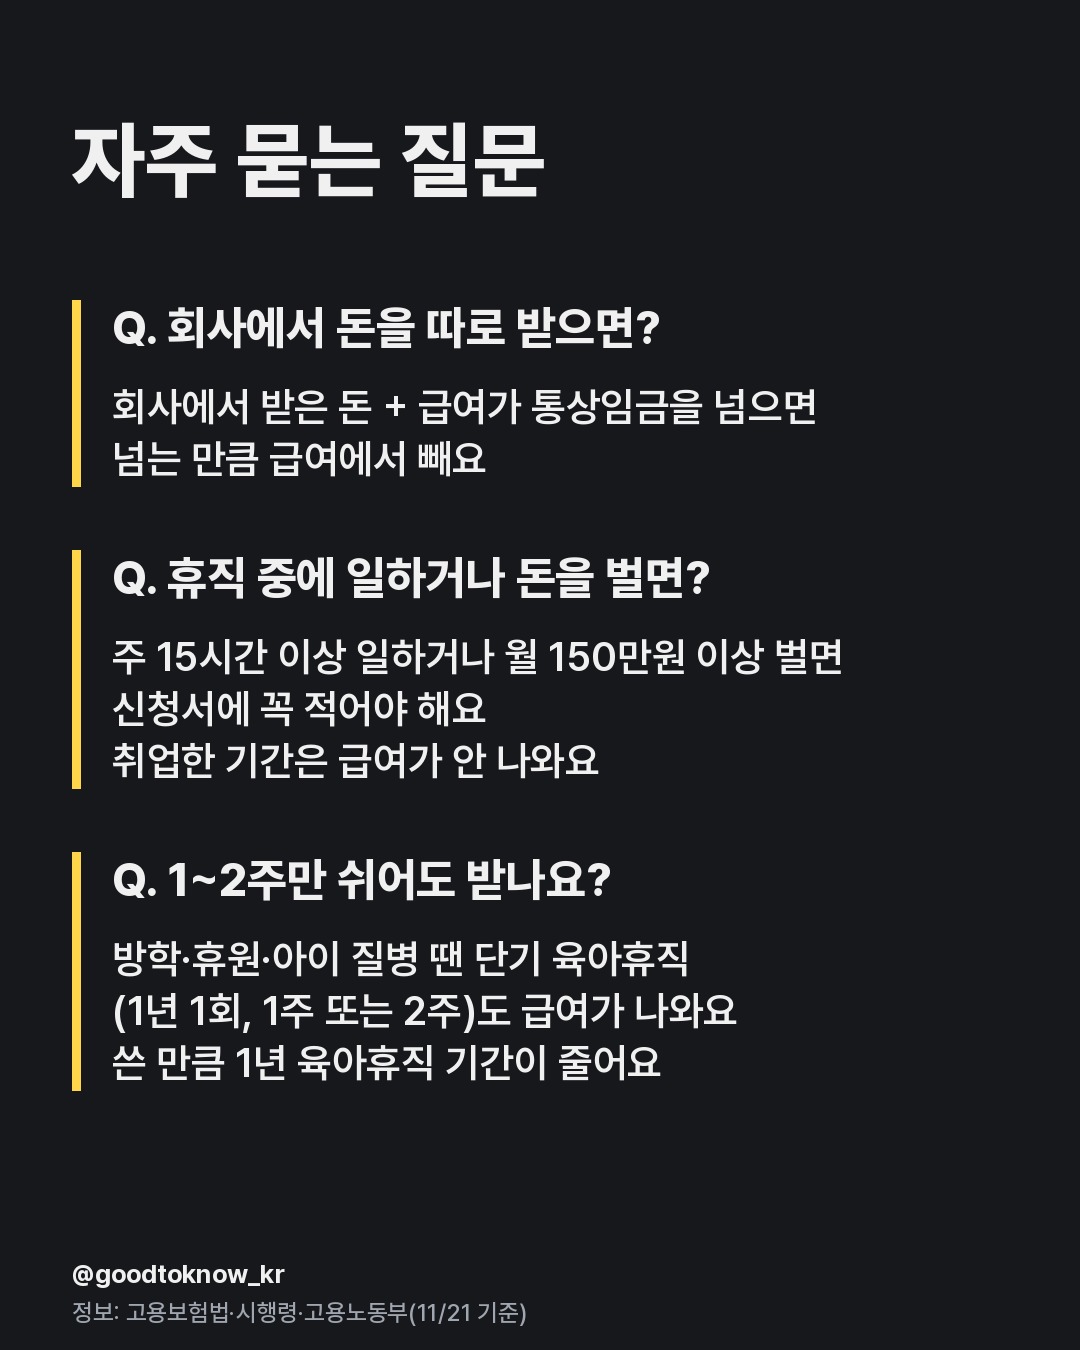 자주 묻는 질문
Q. 회사에서 돈을 따로 받으면?
회사에서 받은 돈 + 급여가 통상임금을 넘으면
넘는 만큼 급여에서 빼요
Q. 휴직 중에 일하거나 돈을 벌면?
주 15시간 이상 일하거나 월 150만원 이상 벌면
신청서에 꼭 적어야 해요
취업한 기간은 급여가 안 나와요
Q. 1~2주만 쉬어도 받나요?
방학·휴원·아이 질병 땐 단기 육아휴직
(1년 1회, 1주 또는 2주)도 급여가 나와요
쓴 만큼 1년 육아휴직 기간이 줄어요
@goodtoknow_kr
정보: 고용보험법·시행령·고용노동부(11/21 기준)